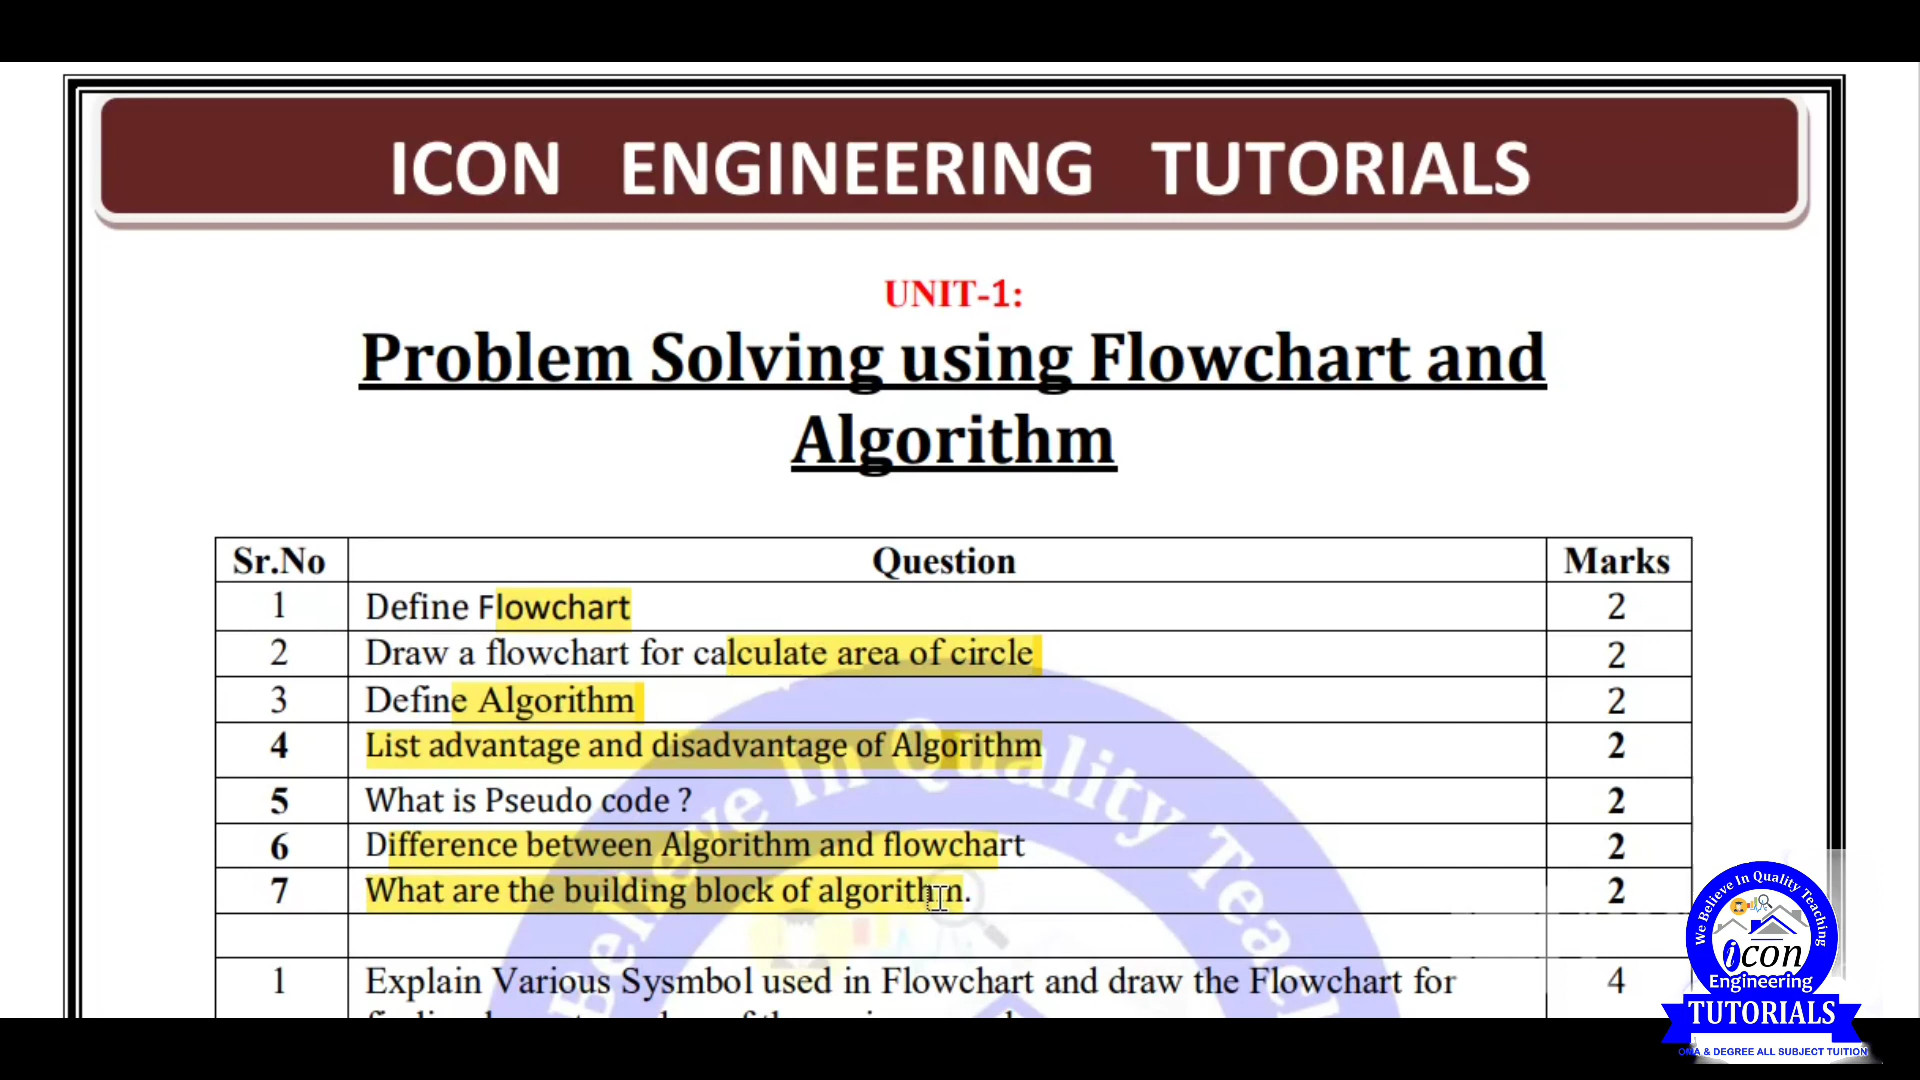 ICON ENGINEERING TUTORIALS
UNIT-1:
Problem Solving using Flowchart and
Algorithm
Sr.No Question Marks
1 Define Flowchart 2
2 Draw a flowchart for calculate area of circle 2
3 Define Algorithm 2
4 List advantage and disadvantage of Algorithm 2
5 What is Pseudo code ? 2
6 Difference between Algorithm and flowchart 2
7 What are the building block of algorithm. 2
1 Explain Various Sysmbol used in Flowchart and draw the Flowchart for 4
Believe In Quality Teac
We Believe In Quality Teaching
icon
Engineering
TUTORIALS
& DEGREE ALL SUBJECT TUITION